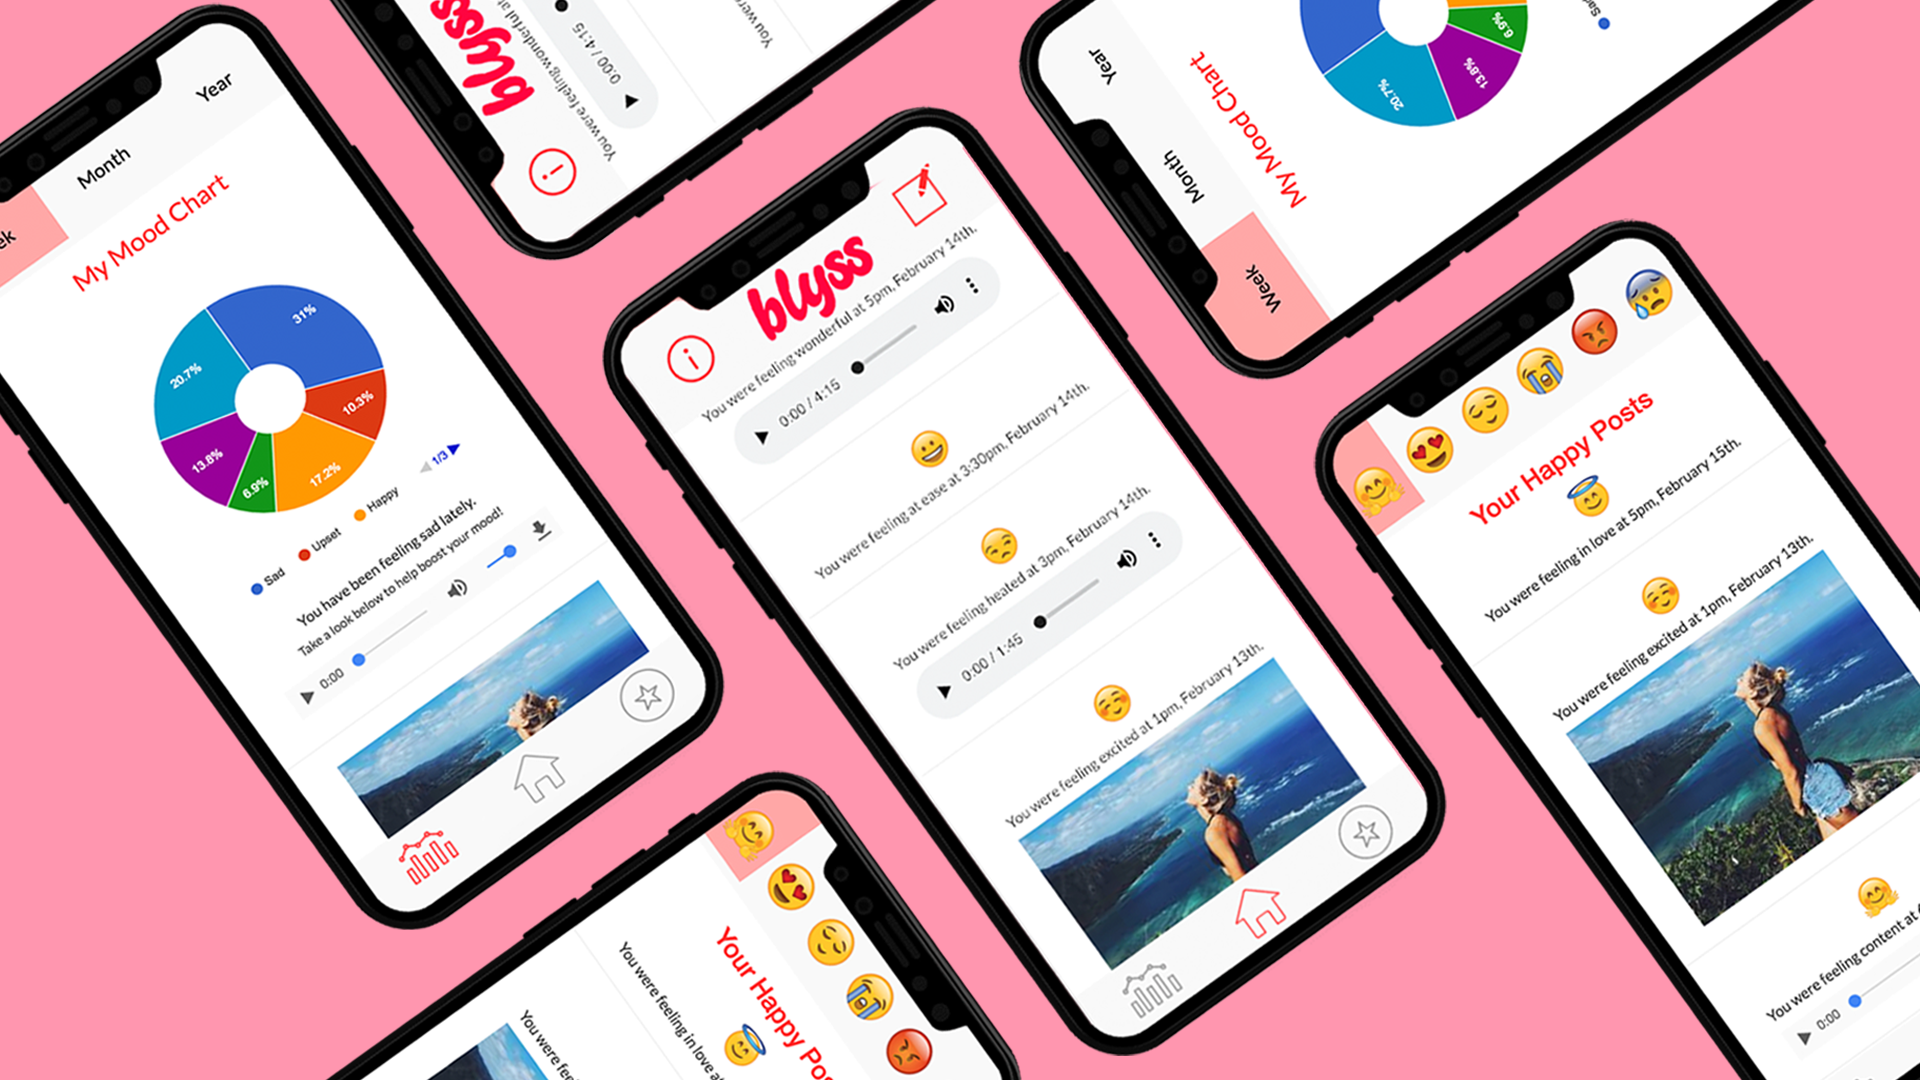 Year
Month
ek
My Mood Chart
31%
20.7%
10.3%
13.8%
6.9%
17.2%
1/3
Sad
Upset
Happy
You have been feeling sad lately.
Take a look below to help boost your mood!
0:00
blyss
You were feeling wonderful at
0:00 / 4:15
You were
blyss
You were feeling wonderful at 5pm, February 14th.
0:00 / 4:15
You were feeling at ease at 3:30pm, February 14th.
You were feeling heated at 3pm, February 14th.
0:00 / 1:45
You were feeling excited at 1pm, February 13th.
Year
Month
Week
My Mood Chart
20.7%
13.8%
6.9%
Your Happy Posts
You were feeling in love at 5pm, February 15th.
You were feeling excited at 1pm, February 13th.
You were feeling content at
0:00
Your Happy Pos
You were feeling in love a
You were fee